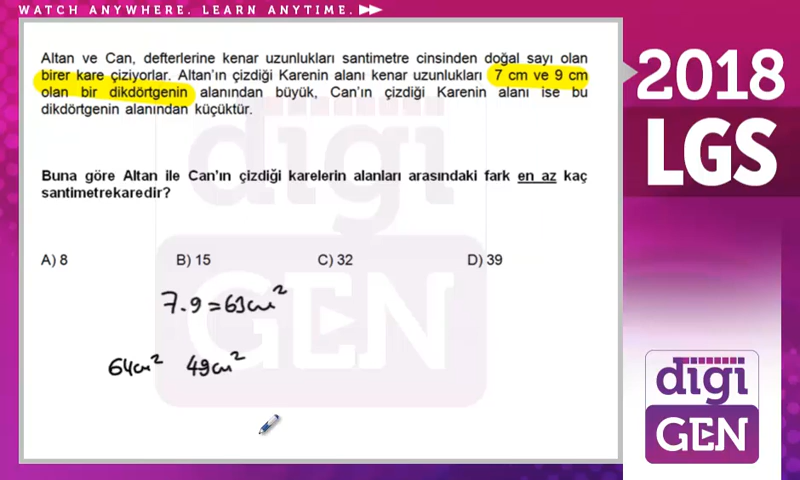 WATCH ANYWHERE. LEARN ANYTIME.
Altan ve Can, defterlerine kenar uzunlukları santimetre cinsinden doğal sayı olan
birer kare çiziyorlar. Altan'ın çizdiği Karenin alanı kenar uzunlukları 7 cm ve 9 cm
olan bir dikdörtgenin alanından büyük, Can'ın çizdiği Karenin alanı ise bu
dikdörtgenin alanından küçüktür.
Buna göre Altan ile Can'ın çizdiği karelerin alanları arasındaki fark en az kaç
santimetrekaredir?
A) 8 B) 15 C) 32 D) 39
7.9=63cm²
64cm² 49cm²
2018
LGS
digi
GEN
digi
GEN